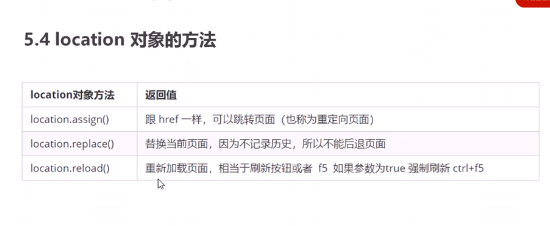 5.4 location 对象的方法
location对象方法 返回值
location.assign() 跟 href 一样，可以跳转页面（也称为重定向页面）
location.replace() 替换当前页面，因为不记录历史，所以不能后退页面
location.reload() 重新加载页面，相当于刷新按钮或者 f5 如果参数为true 强制刷新 ctrl+f5